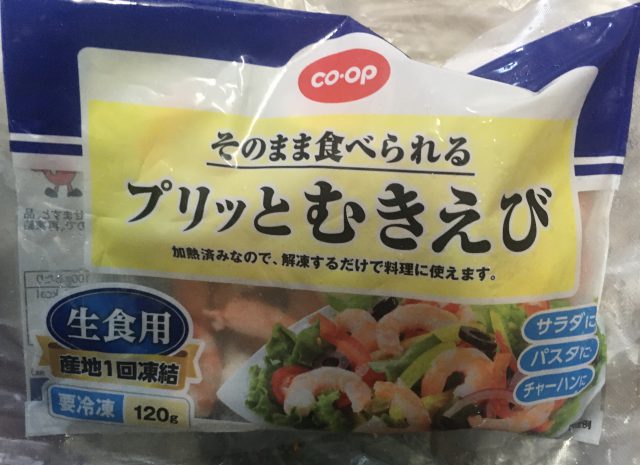 CO·OP
そのまま食べられる
プリッとむきえび
加熱済みなので、解凍するだけで料理に使えます。
生食用
産地1回凍結
要冷凍 120g
サラダに
パスタに
チャーハンに